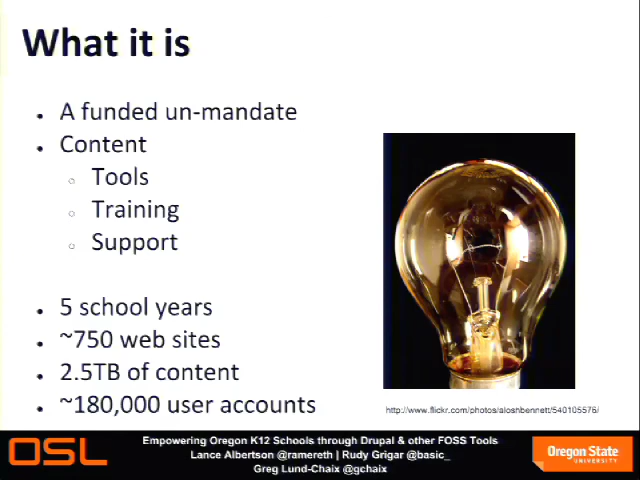 What it is
A funded un-mandate
Content
Tools
Training
Support
5 school years
~750 web sites
2.5TB of content
~180,000 user accounts
http://www.flickr.com/photos/aloshbennett/540105576/
OSL
Empowering Oregon K12 Schools through Drupal & other FOSS Tools
Lance Albertson @ramereth | Rudy Grigar @basic_
Greg Lund-Chaix @gchaix
Oregon State
UNIVERSITY